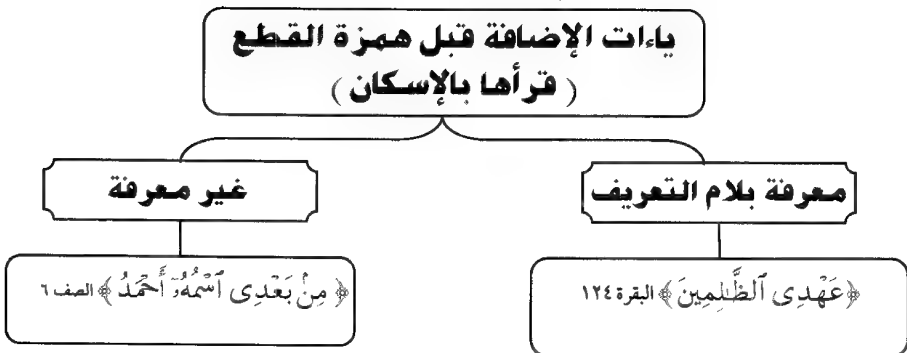 ياءات الإضافة قبل همزة القطع
( قرأها بالإسكان )
معرفة بلام التعريف
غير معرفة
﴿عَهْدِى ٱلظَّٰلِمِينَ﴾ البقرة ١٢٤
﴿ مِنۢ بَعْدِى ٱسْمُهُۥٓ أَحْمَدُ ﴾ الصف ٦